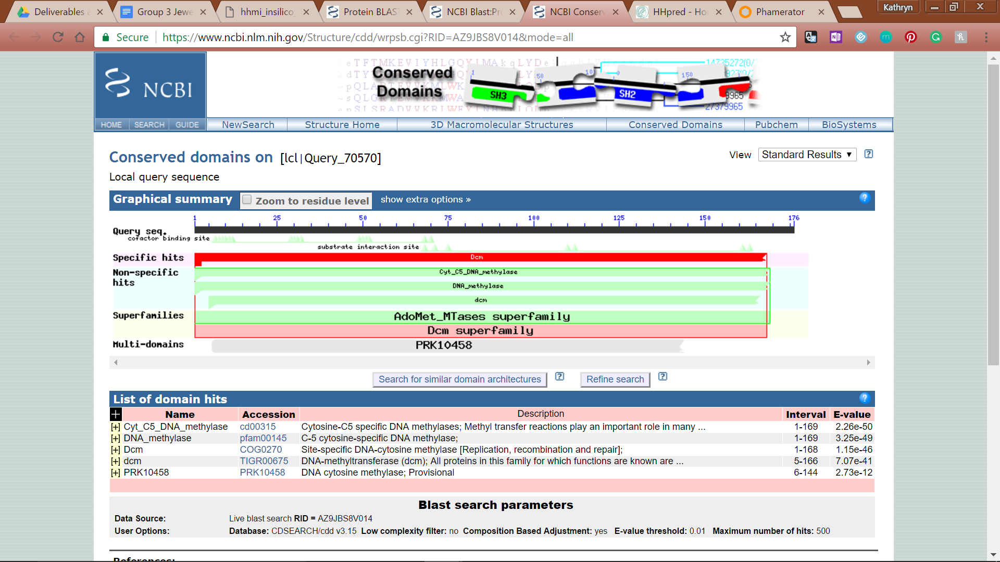 Deliverables a
Group 3 Jewe
hhmi_insilico_
Protein BLAST
NCBI Blast:Pro
NCBI Conserv
HHpred - Ho
Phamerator
Kathryn
Secure https://www.ncbi.nlm.nih.gov/Structure/cdd/wrpsb.cgi?RID=AZ9JBS8V014&mode=all
NCBI
Conserved
Domains
SH3
SH2
HOME SEARCH GUIDE NewSearch Structure Home 3D Macromolecular Structures Conserved Domains Pubchem BioSystems
Conserved domains on [lcl|Query_70570]
View Standard Results
Local query sequence
Graphical summary Zoom to residue level show extra options »
1 25 50 75 100 125 150 176
Query seq.
cofactor binding site
substrate interaction site
Specific hits Dcm
Non-specific hits Cyt_C5_DNA_methylase
DNA_methylase
dcm
Superfamilies AdoMet_MTases superfamily
Dcm superfamily
Multi-domains PRK10458
Search for similar domain architectures ? Refine search ?
List of domain hits
Name Accession Description Interval E-value
[+] Cyt_C5_DNA_methylase cd00315 Cytosine-C5 specific DNA methylases; Methyl transfer reactions play an important role in many ... 1-169 2.26e-50
[+] DNA_methylase pfam00145 C-5 cytosine-specific DNA methylase; 1-169 3.25e-49
[+] Dcm COG0270 Site-specific DNA-cytosine methylase [Replication, recombination and repair]; 1-168 1.15e-46
[+] dcm TIGR00675 DNA-methyltransferase (dcm); All proteins in this family for which functions are known are ... 5-166 7.07e-41
[+] PRK10458 PRK10458 DNA cytosine methylase; Provisional 6-144 2.73e-12
Blast search parameters
Data Source: Live blast search RID = AZ9JBS8V014
User Options: Database: CDSEARCH/cdd v3.15 Low complexity filter: no Composition Based Adjustment: yes E-value threshold: 0.01 Maximum number of hits: 500
References: